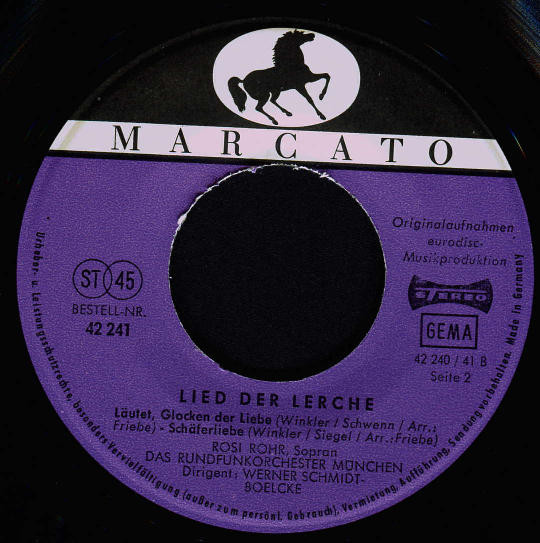 MARCATO
Originalaufnahmen
eurodisc-
Musikproduktion
ST 45
BESTELL-NR.
42 241
STEREO
GEMA
42 240 / 41 B
Seite 2
LIED DER LERCHE
Läutet, Glocken der Liebe (Winkler / Schwenn / Arr.:
Friebe) - Schäferliebe (Winkler / Siegel / Arr.:Friebe)
ROSI ROHR, Sopran
DAS RUNDFUNKORCHESTER MÜNCHEN
Dirigent: WERNER SCHMIDT-
BOELCKE
Urheber- u. Leistungsschutzrechte, besonders Vervielfältigung (außer zum persönl. Gebrauch), Vermietung, Aufführung, Sendung vorbehalten. Made in Germany